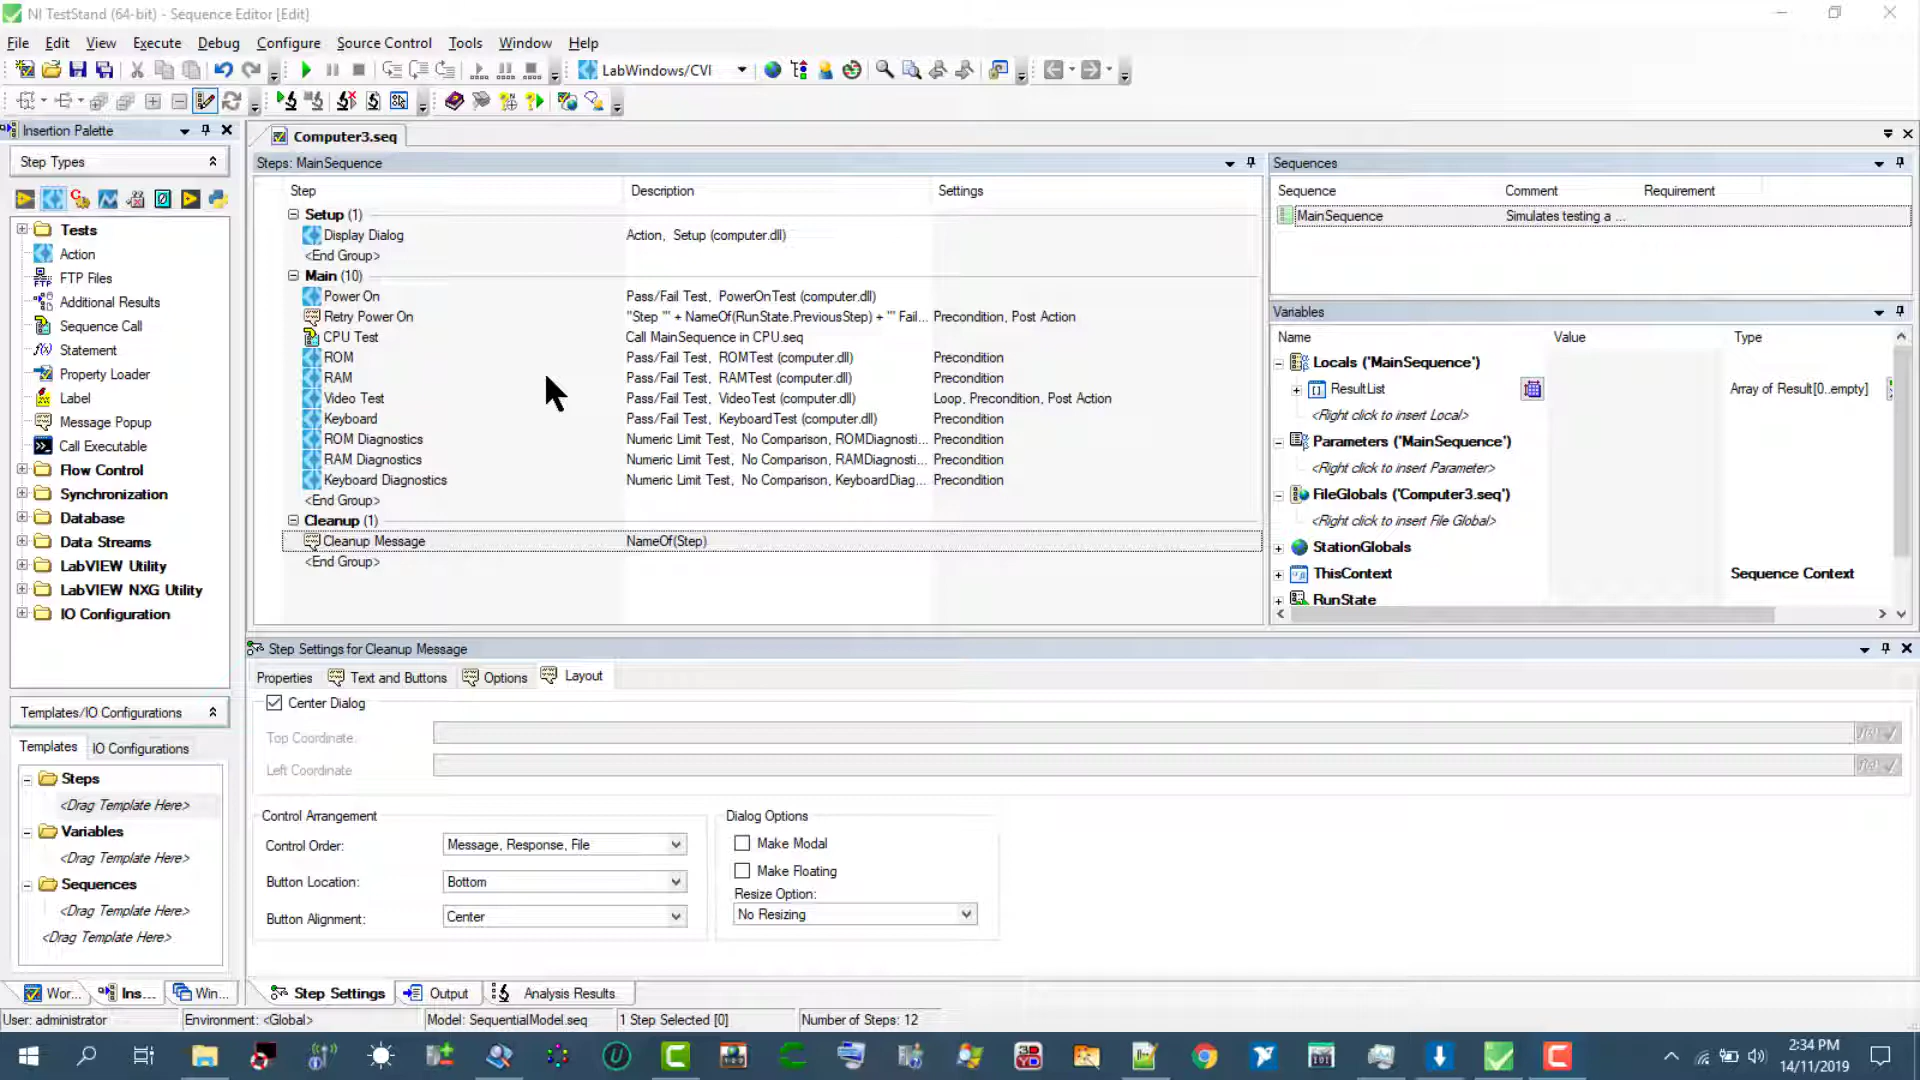 NI TestStand (64-bit) - Sequence Editor [Edit]
File Edit View Execute Debug Configure Source Control Tools Window Help
LabWindows/CVI
Insertion Palette
Step Types
Tests
Action
FTP Files
Additional Results
Sequence Call
Statement
Property Loader
Label
Message Popup
Call Executable
Flow Control
Synchronization
Database
Data Streams
LabVIEW Utility
LabVIEW NXG Utility
IO Configuration
Templates/IO Configurations
Templates IO Configurations
Steps
<Drag Template Here>
Variables
<Drag Template Here>
Sequences
<Drag Template Here>
<Drag Template Here>
Wor... Ins... Win...
Computer3.seq
Steps: MainSequence
Step Description Settings
Setup (1)
Display Dialog Action, Setup (computer.dll)
<End Group>
Main (10)
Power On Pass/Fail Test, PowerOnTest (computer.dll)
Retry Power On "Step '" + NameOf(RunState.PreviousStep) + "' Fail... Precondition, Post Action
CPU Test Call MainSequence in CPU.seq
ROM Pass/Fail Test, ROMTest (computer.dll) Precondition
RAM Pass/Fail Test, RAMTest (computer.dll) Precondition
Video Test Pass/Fail Test, VideoTest (computer.dll) Loop, Precondition, Post Action
Keyboard Pass/Fail Test, KeyboardTest (computer.dll) Precondition
ROM Diagnostics Numeric Limit Test, No Comparison, ROMDiagnosti... Precondition
RAM Diagnostics Numeric Limit Test, No Comparison, RAMDiagnosti... Precondition
Keyboard Diagnostics Numeric Limit Test, No Comparison, KeyboardDiag... Precondition
<End Group>
Cleanup (1)
Cleanup Message NameOf(Step)
<End Group>
Sequences
Sequence Comment Requirement
MainSequence Simulates testing a ...
Variables
Name Value Type
Locals ('MainSequence')
ResultList Array of Result[0..empty]
<Right click to insert Local>
Parameters ('MainSequence')
<Right click to insert Parameter>
FileGlobals ('Computer3.seq')
<Right click to insert File Global>
StationGlobals
ThisContext Sequence Context
RunState
Step Settings for Cleanup Message
Properties Text and Buttons Options Layout
Center Dialog
Top Coordinate:
Left Coordinate
Control Arrangement
Control Order: Message, Response, File
Button Location: Bottom
Button Alignment: Center
Dialog Options
Make Modal
Make Floating
Resize Option:
No Resizing
Step Settings Output Analysis Results
User: administrator Environment: <Global> Model: SequentialModel.seq 1 Step Selected [0] Number of Steps: 12
2:34 PM
14/11/2019